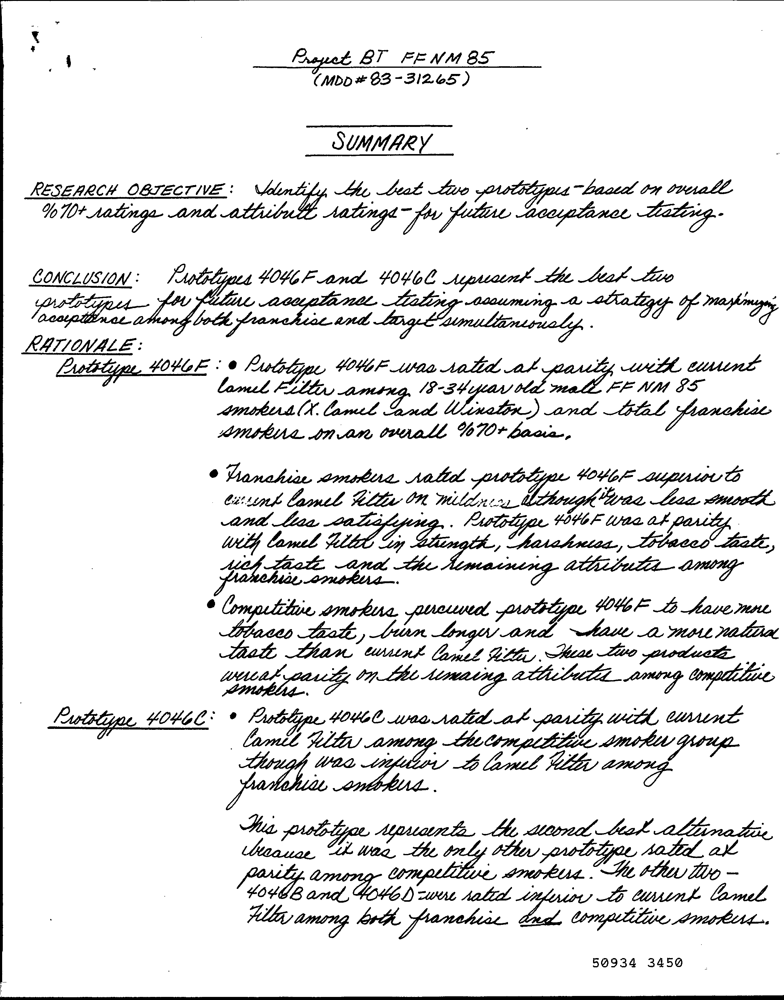 Project BT FFNM 85
(MDD#83-31265)
SUMMARY
RESEARCH OBJECTIVE: Identify the best two prototypes - based on overall
%70+ ratings and attribute ratings - for future acceptance testing.
CONCLUSION: Prototypes 4046F and 4046C represent the best two
prototypes for future acceptance testing assuming a strategy of maximizing
acceptance among both franchise and target simultaneously.
RATIONALE:
Prototype 4046F: • Prototype 4046F was rated at parity with current
Camel Filter among 18-34 year old male FFNM 85
smokers (X. Camel and Winston) and total franchise
smokers on an overall %70+ basis.
• Franchise smokers rated prototype 4046F superior to
current Camel Filter on mildness although it was less smooth
and less satisfying. Prototype 4046F was at parity
with Camel Filter in strength, harshness, tobacco taste,
rich taste and the remaining attributes among
franchise smokers.
• Competitive smokers perceived prototype 4046F to have more
tobacco taste, burn longer and have a more natural
taste than current Camel Filter. These two products
were at parity on the remaing attributes among competitive
smokers.
Prototype 4046C: • Prototype 4046C was rated at parity with current
Camel Filter among the competitive smoker group
though was inferior to Camel Filter among
franchise smokers.
This prototype represents the second best alternative
because it was the only other prototype rated at
parity among competitive smokers. The other two -
4046B and 4046D - were rated inferior to current Camel
Filter among both franchise and competitive smokers.
50934 3450